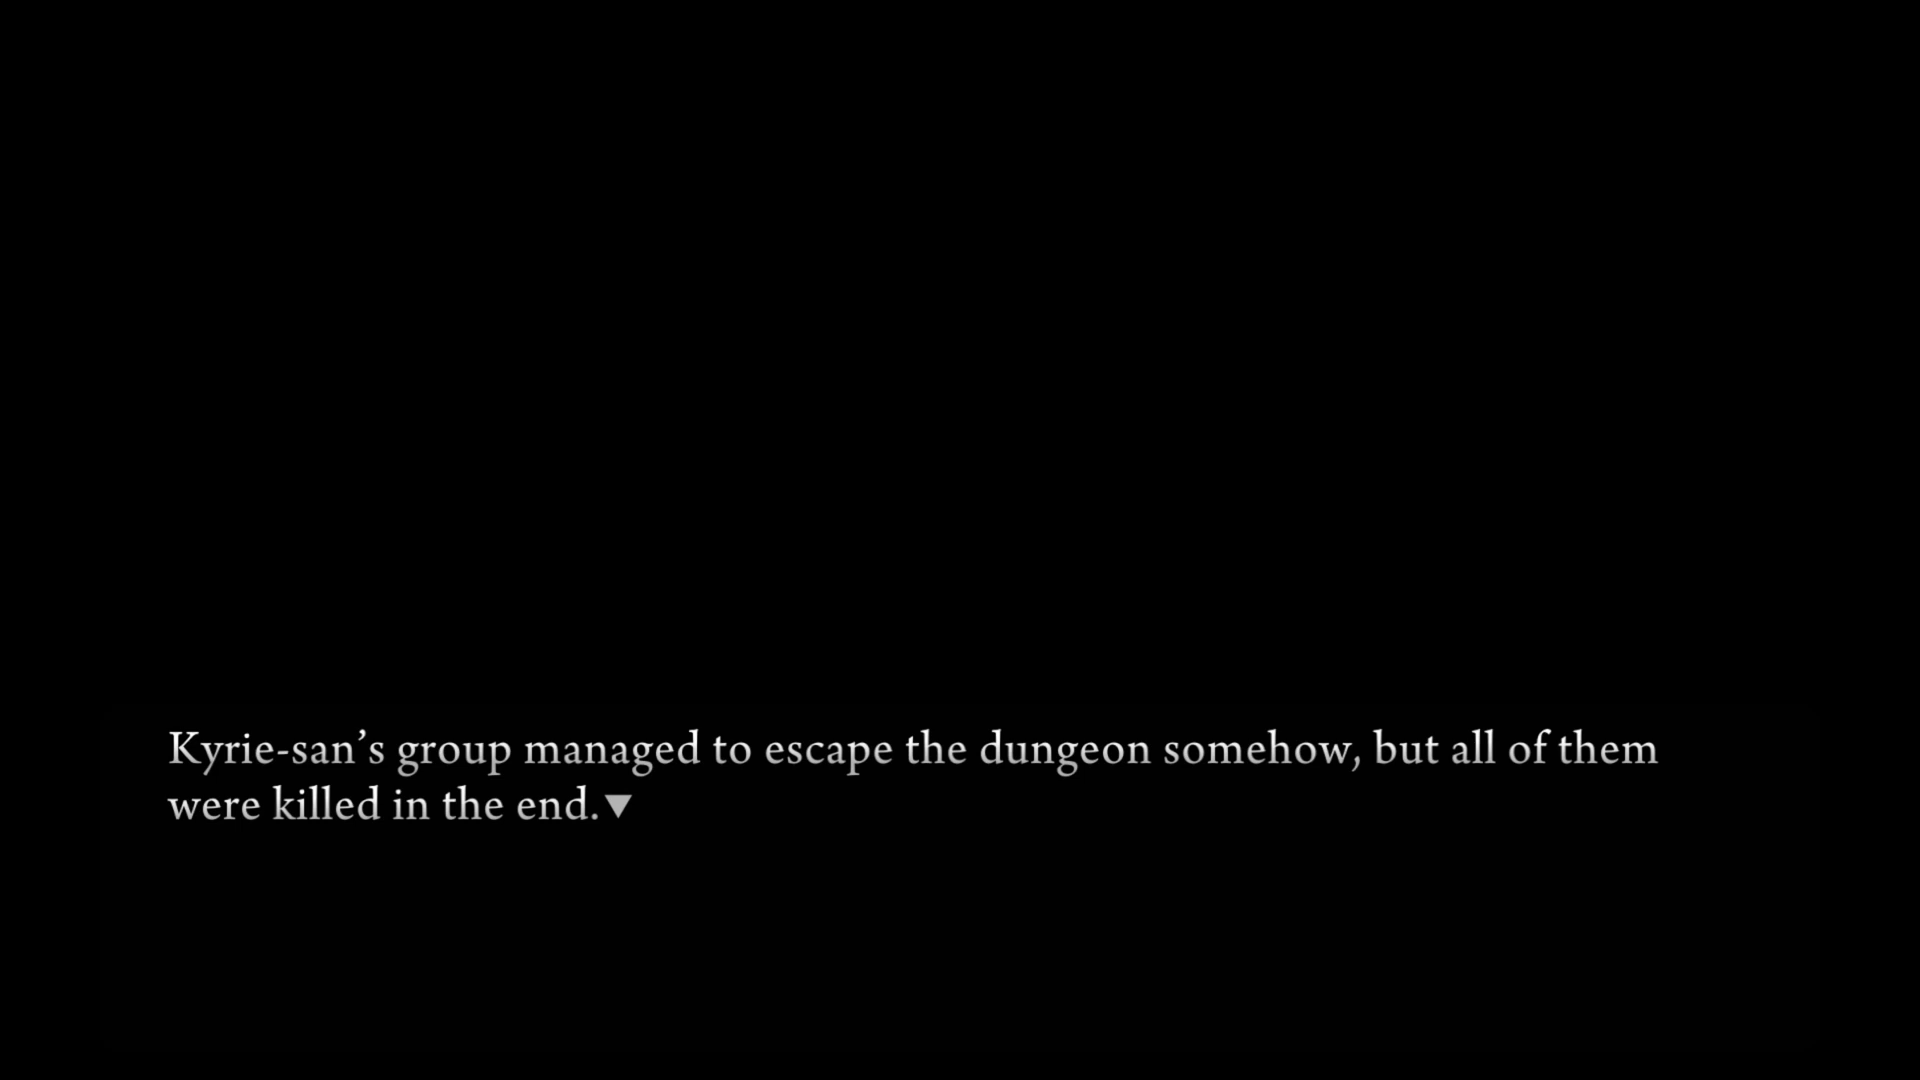 Kyrie-san’s group managed to escape the dungeon somehow, but all of them
were killed in the end.▼